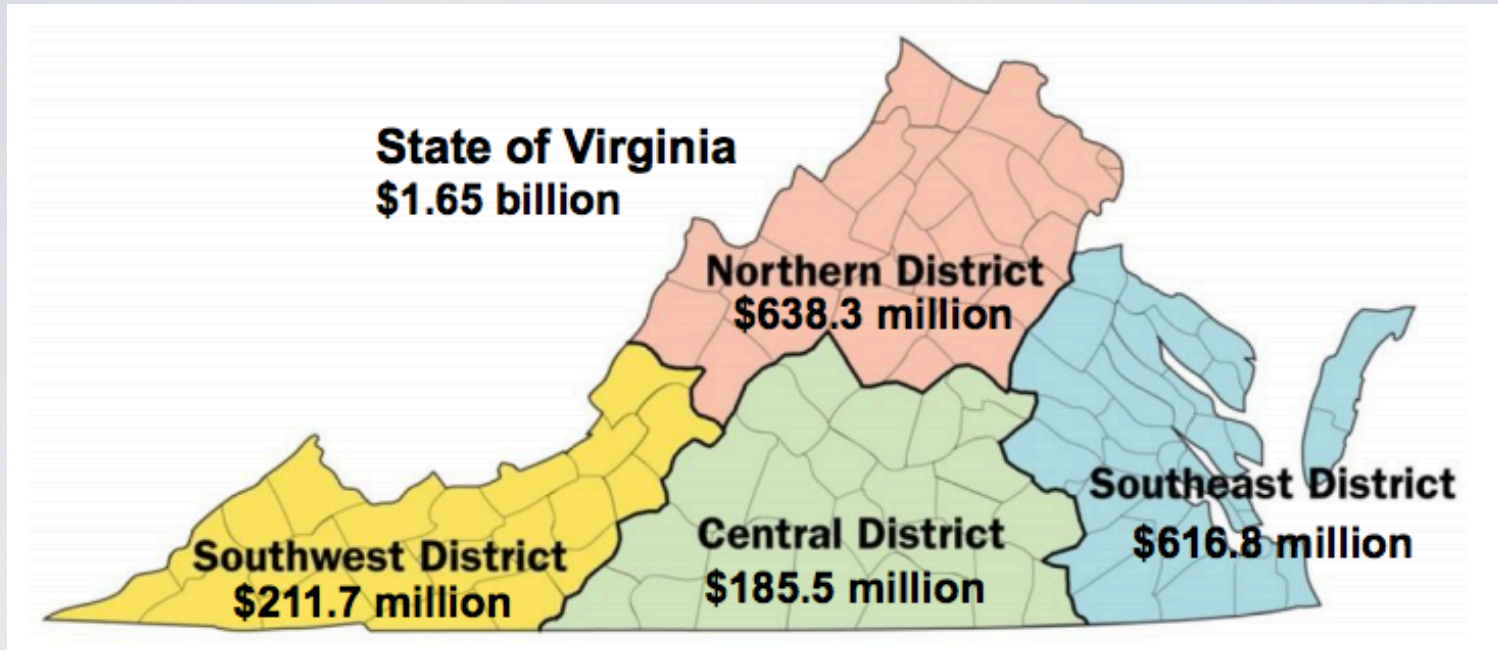 State of Virginia
$1.65 billion
Northern District
$638.3 million
Southeast District
$616.8 million
Central District
$185.5 million
Southwest District
$211.7 million